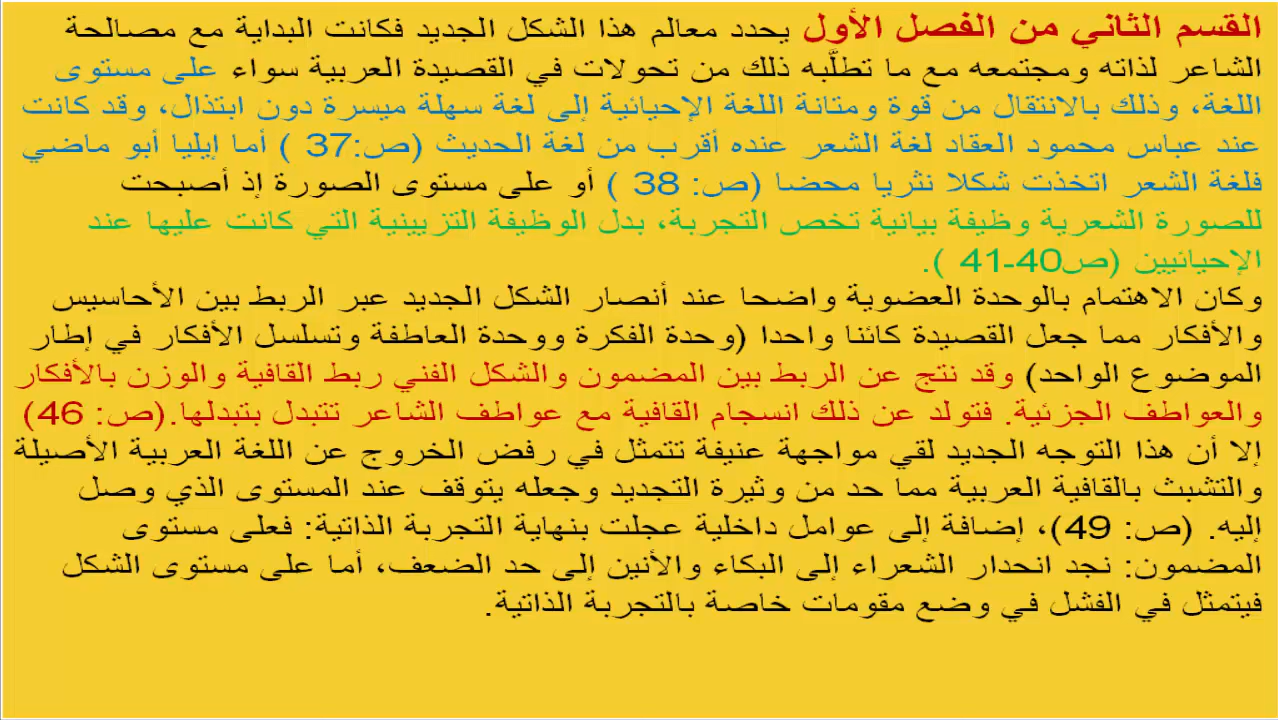 القسم الثاني من الفصل الأول يحدد معالم هذا الشكل الجديد فكانت البداية مع مصالحة
الشاعر لذاته ومجتمعه مع ما تطلَّبه ذلك من تحولات في القصيدة العربية سواء على مستوى
اللغة، وذلك بالانتقال من قوة ومتانة اللغة الإحيائية إلى لغة سهلة ميسرة دون ابتذال، وقد كانت
عند عباس محمود العقاد لغة الشعر عنده أقرب من لغة الحديث (ص:37 ) أما إيليا أبو ماضي
فلغة الشعر اتخذت شكلا نثريا محضا (ص: 38 ) أو على مستوى الصورة إذ أصبحت
للصورة الشعرية وظيفة بيانية تخص التجربة، بدل الوظيفة التزيينية التي كانت عليها عند
الإحيائيين (ص40-41 ).
وكان الاهتمام بالوحدة العضوية واضحا عند أنصار الشكل الجديد عبر الربط بين الأحاسيس
والأفكار مما جعل القصيدة كائنا واحدا (وحدة الفكرة ووحدة العاطفة وتسلسل الأفكار في إطار
الموضوع الواحد) وقد نتج عن الربط بين المضمون والشكل الفني ربط القافية والوزن بالأفكار
والعواطف الجزئية. فتولد عن ذلك انسجام القافية مع عواطف الشاعر تتبدل بتبدلها.(ص: 46)
إلا أن هذا التوجه الجديد لقي مواجهة عنيفة تتمثل في رفض الخروج عن اللغة العربية الأصيلة
والتشبث بالقافية العربية مما حد من وثيرة التجديد وجعله يتوقف عند المستوى الذي وصل
إليه. (ص: 49)، إضافة إلى عوامل داخلية عجلت بنهاية التجربة الذاتية: فعلى مستوى
المضمون: نجد انحدار الشعراء إلى البكاء والأنين إلى حد الضعف، أما على مستوى الشكل
فيتمثل في الفشل في وضع مقومات خاصة بالتجربة الذاتية.